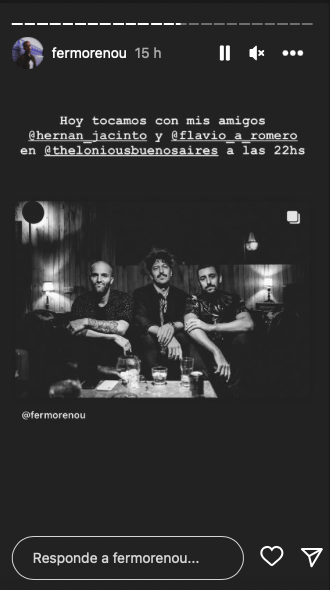 fermorenou 15 h
Hoy tocamos con mis amigos
@hernan_jacinto y @flavio_a_romero
en @theloniousbuenosaires a las 22hs
@fermorenou
Responde a fermorenou...